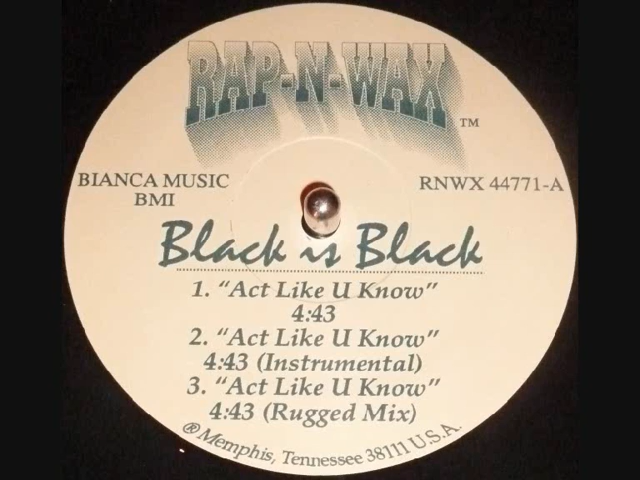 RAP-N-WAX
™
BIANCA MUSIC
BMI
RNWX 44771-A
Black is Black
1. “Act Like U Know”
4:43
2. “Act Like U Know”
4:43 (Instrumental)
3. “Act Like U Know”
4:43 (Rugged Mix)
® Memphis, Tennessee 38111 U.S.A.